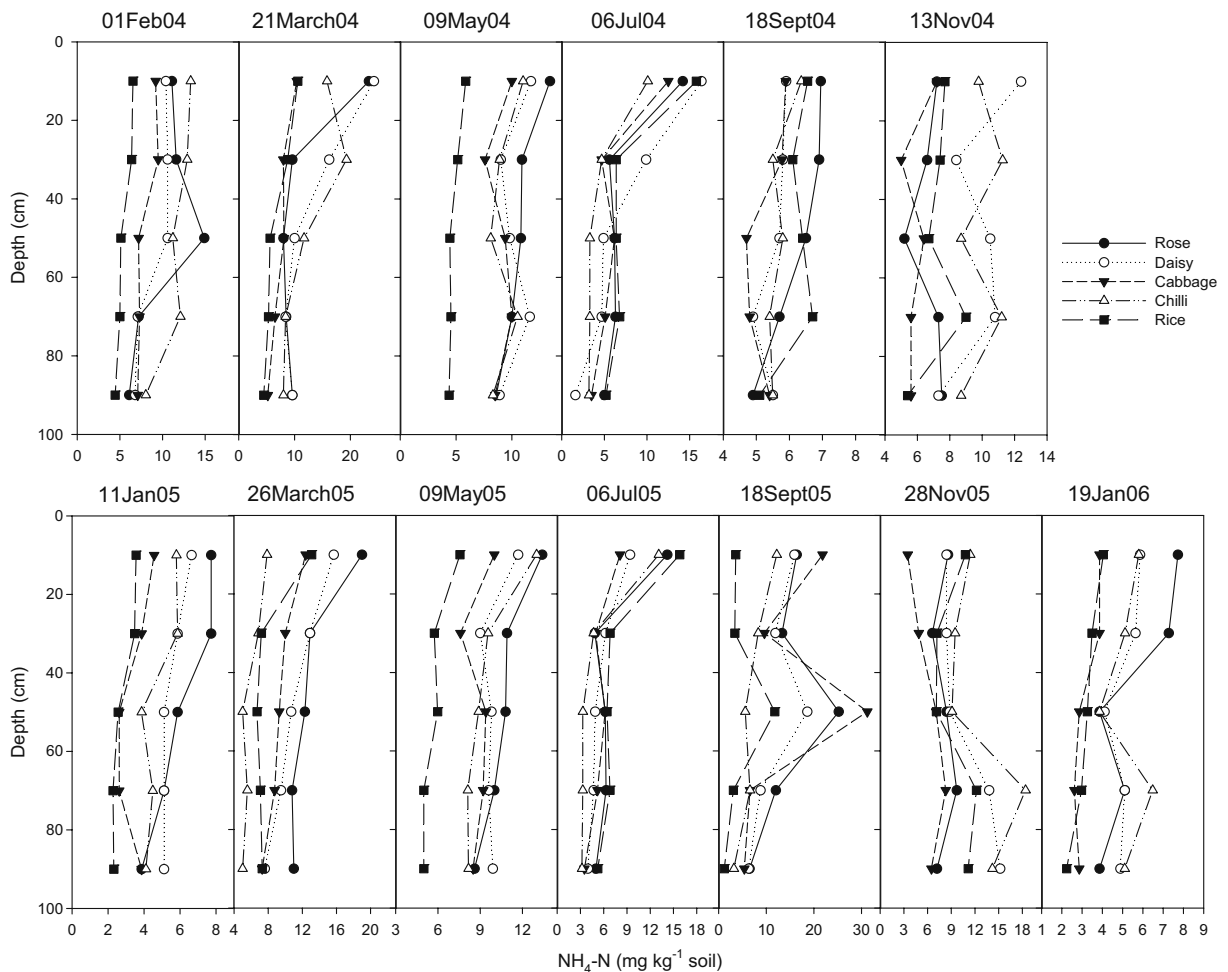 01Feb04 21March04 09May04 06Jul04 18Sept04 13Nov04
0
20
40
60
80
100
Depth (cm)
0 5 10 15 0 10 20 0 5 10 0 5 10 15 4 5 6 7 8 4 6 8 10 12 14
Rose
Daisy
Cabbage
Chilli
Rice
11Jan05 26March05 09May05 06Jul05 18Sept05 28Nov05 19Jan06
0
20
40
60
80
100
Depth (cm)
0 2 4 6 8 4 8 12 16 20 3 6 9 12 0 3 6 9 12 15 18 0 10 20 30 0 3 6 9 12 15 18 1 2 3 4 5 6 7 8 9
NH₄-N (mg kg⁻¹ soil)